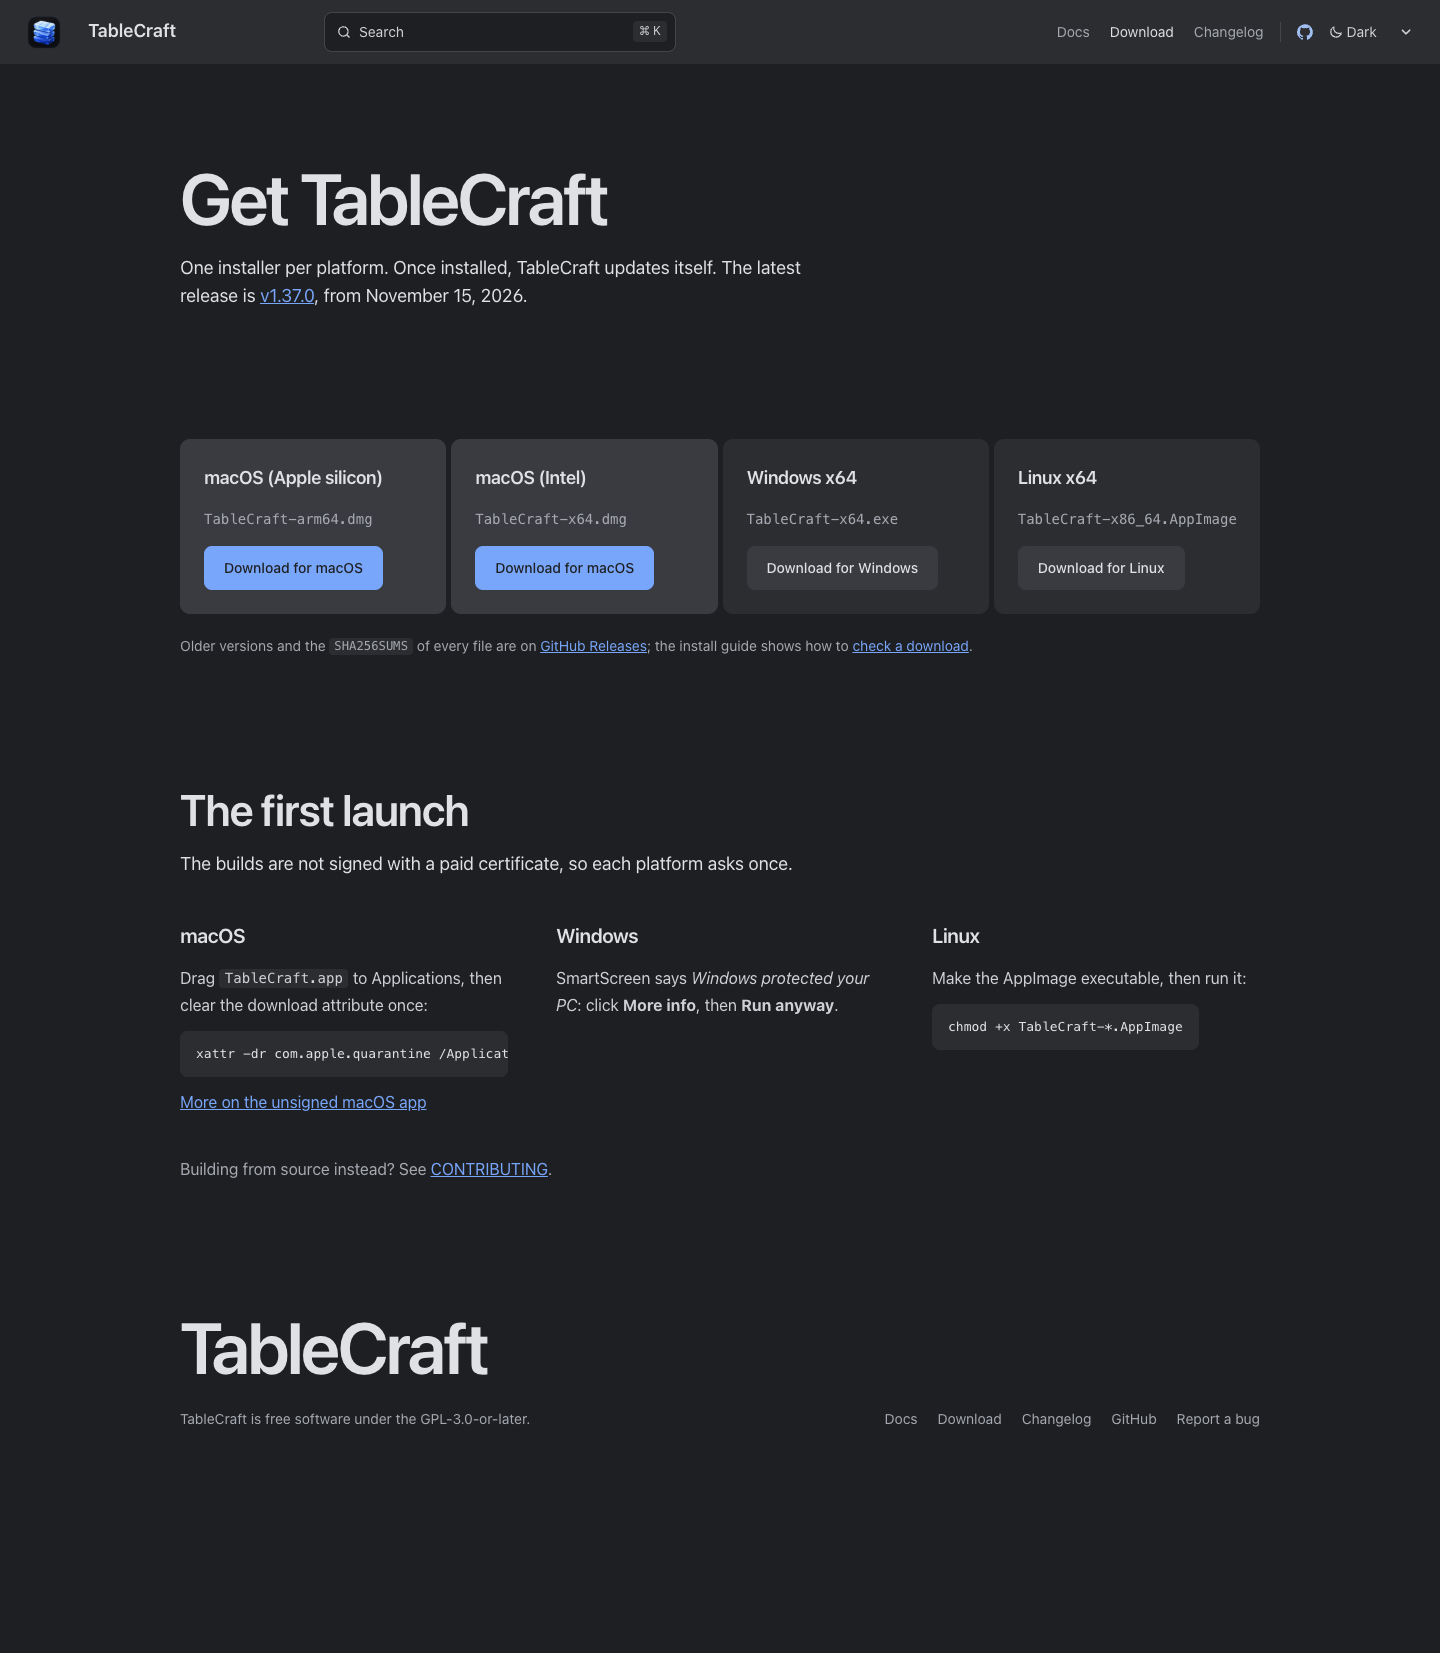 TableCraft
Search
⌘ K
Docs
Download
Changelog
Dark
Get TableCraft
One installer per platform. Once installed, TableCraft updates itself. The latest
release is v1.37.0, from November 15, 2026.
macOS (Apple silicon)
TableCraft-arm64.dmg
Download for macOS
macOS (Intel)
TableCraft-x64.dmg
Download for macOS
Windows x64
TableCraft-x64.exe
Download for Windows
Linux x64
TableCraft-x86_64.AppImage
Download for Linux
Older versions and the SHA256SUMS of every file are on GitHub Releases; the install guide shows how to check a download.
The first launch
The builds are not signed with a paid certificate, so each platform asks once.
macOS
Drag TableCraft.app to Applications, then
clear the download attribute once:
xattr -dr com.apple.quarantine /Applicat
More on the unsigned macOS app
Windows
SmartScreen says Windows protected your
PC: click More info, then Run anyway.
Linux
Make the AppImage executable, then run it:
chmod +x TableCraft-*.AppImage
Building from source instead? See CONTRIBUTING.
TableCraft
TableCraft is free software under the GPL-3.0-or-later.
Docs
Download
Changelog
GitHub
Report a bug